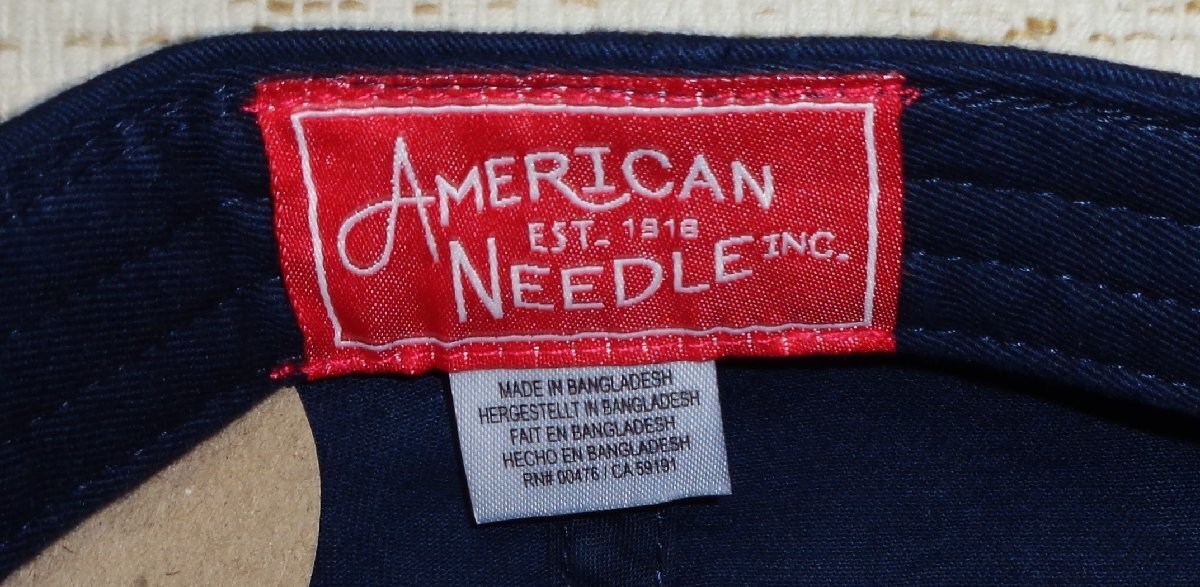 AMERICAN
EST. 1918
NEEDLE INC.
MADE IN BANGLADESH
HERGESTELLT IN BANGLADESH
FAIT EN BANGLADESH
HECHO EN BANGLADESH
RN# 00476 / CA 59191